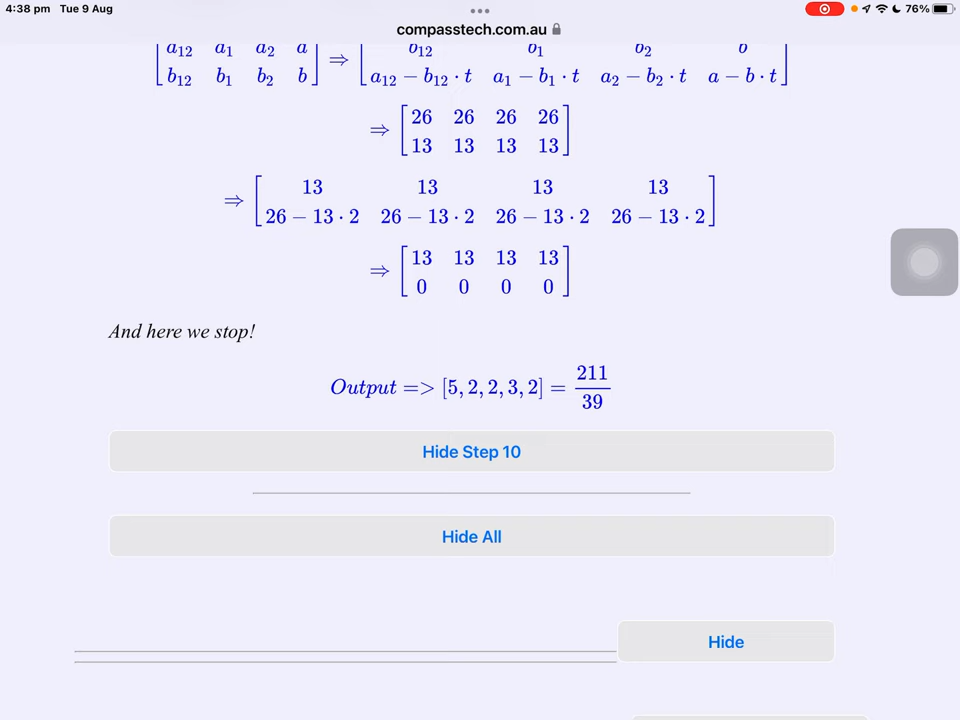 4:38 pm Tue 9 Aug
76%
compasstech.com.au
[a₁₂ a₁ a₂ a] ⇒ [b₁₂ b₁ b₂ b]
[b₁₂ b₁ b₂ b] [a₁₂ − b₁₂ · t a₁ − b₁ · t a₂ − b₂ · t a − b · t]
⇒ [26 26 26 26]
[13 13 13 13]
⇒ [13 13 13 13]
[26 − 13 · 2 26 − 13 · 2 26 − 13 · 2 26 − 13 · 2]
⇒ [13 13 13 13]
[0 0 0 0]
And here we stop!
Output => [5, 2, 2, 3, 2] = 211/39
Hide Step 10
Hide All
Hide